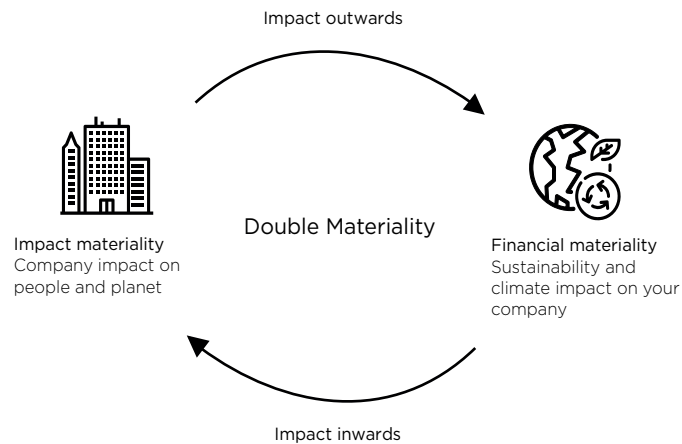 Impact outwards
Impact materiality
Company impact on
people and planet
Double Materiality
Financial materiality
Sustainability and
climate impact on your
company
Impact inwards